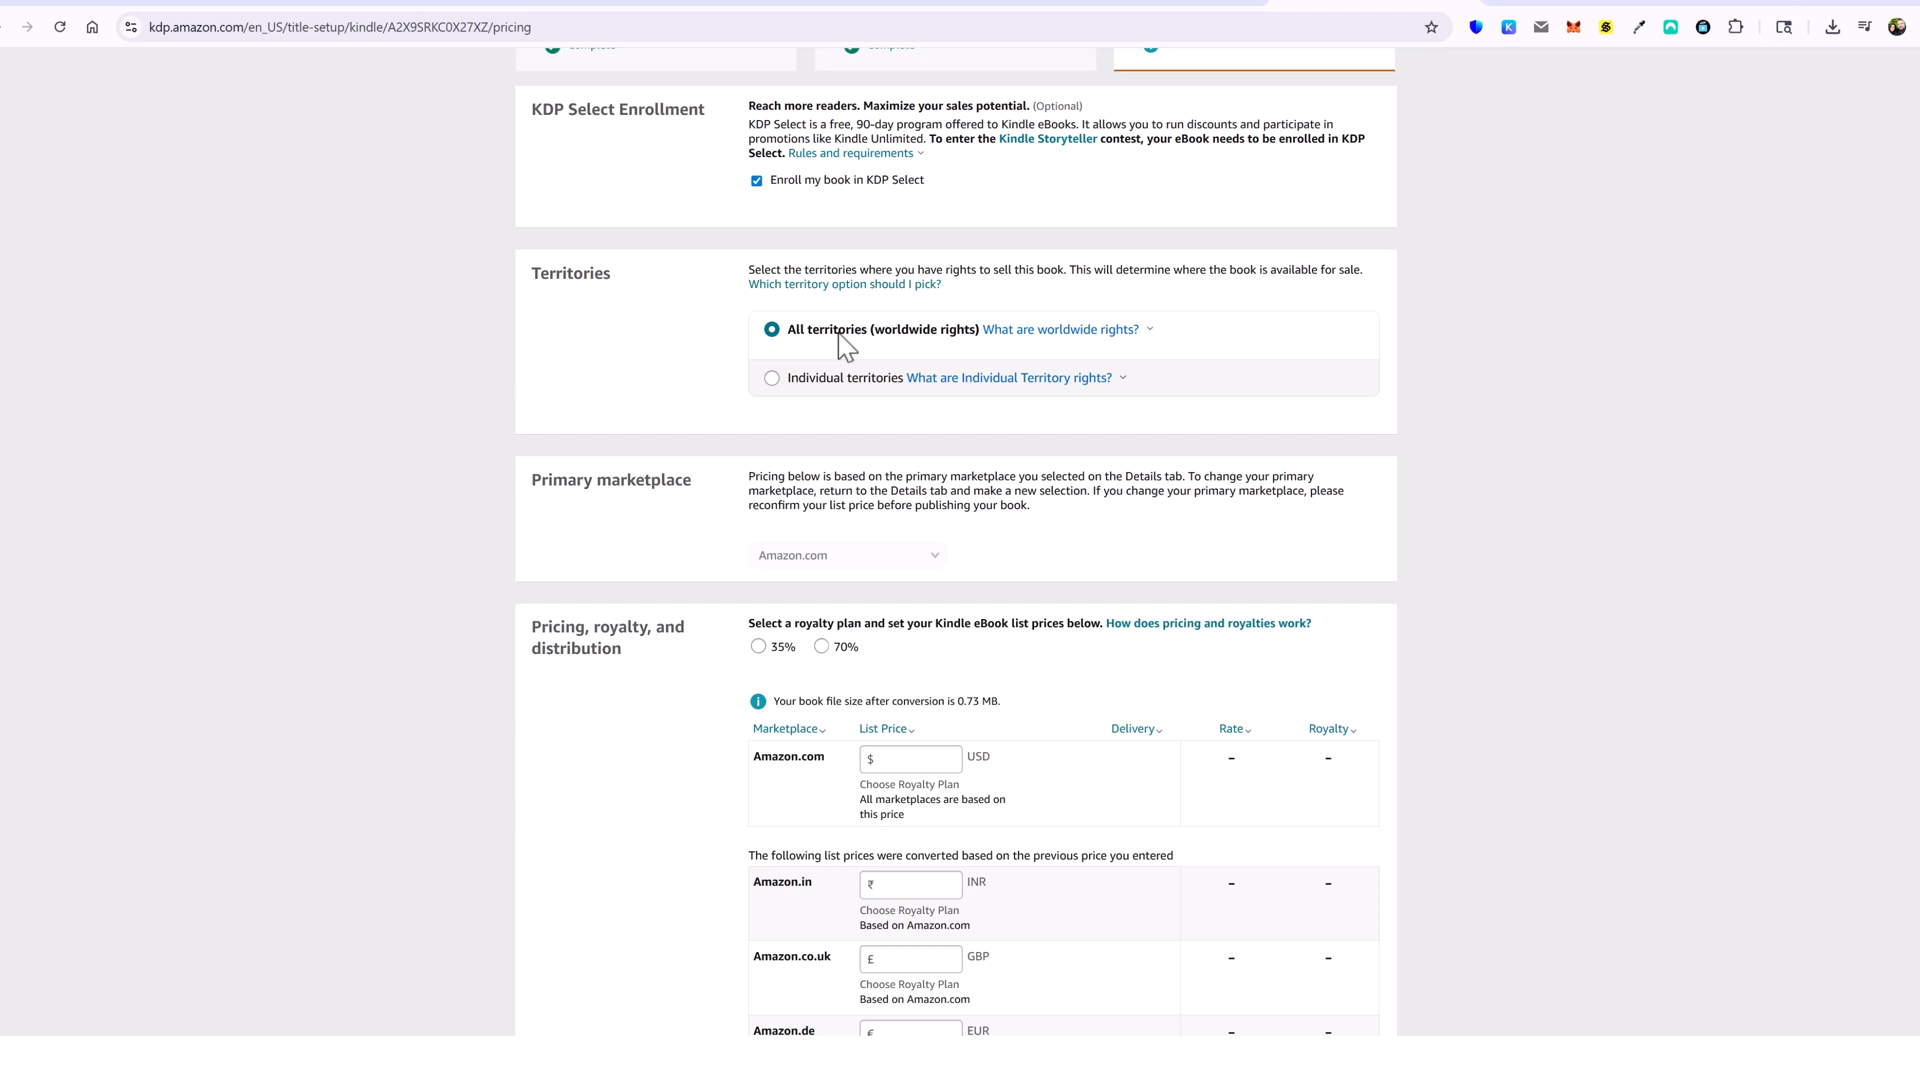 kdp.amazon.com/en_US/title-setup/kindle/A2X9SRKC0X27XZ/pricing
KDP Select Enrollment
Reach more readers. Maximize your sales potential. (Optional)
KDP Select is a free, 90-day program offered to Kindle eBooks. It allows you to run discounts and participate in
promotions like Kindle Unlimited. To enter the Kindle Storyteller contest, your eBook needs to be enrolled in KDP
Select. Rules and requirements
Enroll my book in KDP Select
Territories
Select the territories where you have rights to sell this book. This will determine where the book is available for sale.
Which territory option should I pick?
All territories (worldwide rights) What are worldwide rights?
Individual territories What are Individual Territory rights?
Primary marketplace
Pricing below is based on the primary marketplace you selected on the Details tab. To change your primary
marketplace, return to the Details tab and make a new selection. If you change your primary marketplace, please
reconfirm your list price before publishing your book.
Amazon.com
Pricing, royalty, and
distribution
Select a royalty plan and set your Kindle eBook list prices below. How does pricing and royalties work?
35% 70%
Your book file size after conversion is 0.73 MB.
Marketplace List Price Delivery Rate Royalty
Amazon.com $ USD – –
Choose Royalty Plan
All marketplaces are based on
this price
The following list prices were converted based on the previous price you entered
Amazon.in ₹ INR – –
Choose Royalty Plan
Based on Amazon.com
Amazon.co.uk £ GBP – –
Choose Royalty Plan
Based on Amazon.com
Amazon.de € EUR – –